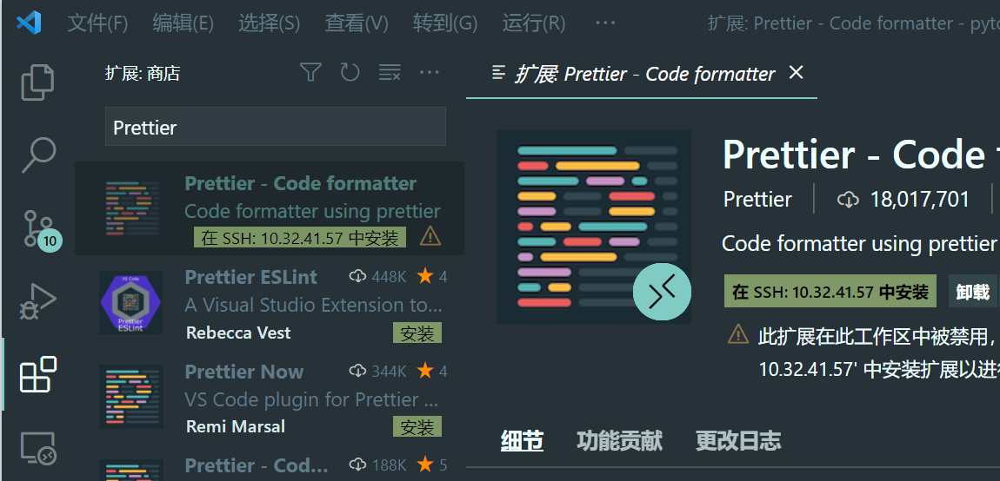 文件(F) 编辑(E) 选择(S) 查看(V) 转到(G) 运行(R) ··· 扩展: Prettier - Code formatter - pyto
扩展: 商店
Prettier
Prettier - Code formatter
Code formatter using prettier
在 SSH: 10.32.41.57 中安装
10
VS Code
Prettier
ESLint
Prettier ESLint 448K 4
A Visual Studio Extension to...
Rebecca Vest 安装
Prettier Now 344K 4
VS Code plugin for Prettier ...
Remi Marsal 安装
Prettier - Cod... 188K 5
扩展: Prettier - Code formatter
Prettier - Code
Prettier 18,017,701
Code formatter using prettier
在 SSH: 10.32.41.57 中安装 卸载
此扩展在此工作区中被禁用，
10.32.41.57' 中安装扩展以进
细节 功能贡献 更改日志